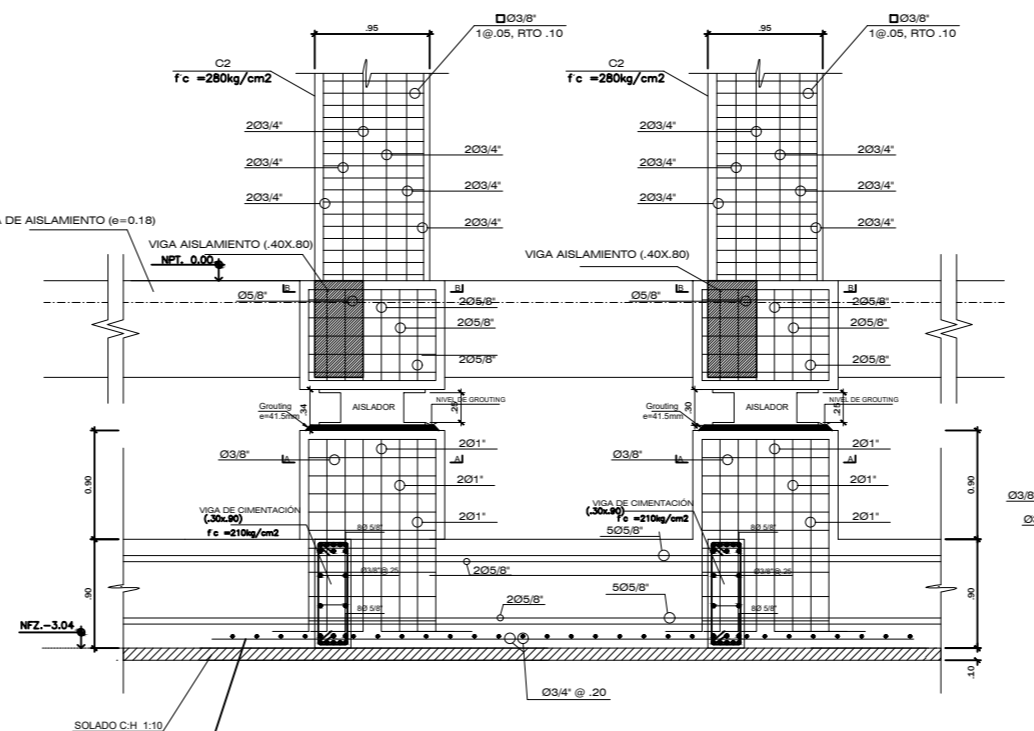 .95
□Ø3/8"
1@.05, RTO .10
C2
f'c =280kg/cm2
2Ø3/4"
2Ø3/4"
2Ø3/4"
2Ø3/4"
2Ø3/4"
2Ø3/4"
.95
□Ø3/8"
1@.05, RTO .10
C2
f'c =280kg/cm2
2Ø3/4"
2Ø3/4"
2Ø3/4"
2Ø3/4"
2Ø3/4"
2Ø3/4"
DE AISLAMIENTO (e=0.18)
VIGA AISLAMIENTO (.40X.80)
NPT. 0.00
VIGA AISLAMIENTO (.40X.80)
B
B
Ø5/8"
2Ø5/8"
2Ø5/8"
2Ø5/8"
B
B
Ø5/8"
2Ø5/8"
2Ø5/8"
2Ø5/8"
Grouting
e=41.5mm
.34
AISLADOR
.25
NIVEL DE GROUTING
Grouting
e=41.5mm
.30
AISLADOR
.25
NIVEL DE GROUTING
0.90
Ø3/8"
A
A
2Ø1"
2Ø1"
2Ø1"
Ø3/8"
A
A
2Ø1"
2Ø1"
2Ø1"
0.90
Ø3/8
VIGA DE CIMENTACIÓN
(.30x.90)
f'c =210kg/cm2
8Ø 5/8"
Ø3/8"@.25
8Ø 5/8"
VIGA DE CIMENTACIÓN
(.30x.90)
f'c =210kg/cm2
8Ø 5/8"
Ø3/8"@.25
8Ø 5/8"
5Ø5/8"
2Ø5/8"
5Ø5/8"
2Ø5/8"
.90
.90
NFZ.-3.04
.10
Ø3/4" @ .20
SOLADO C:H 1:10